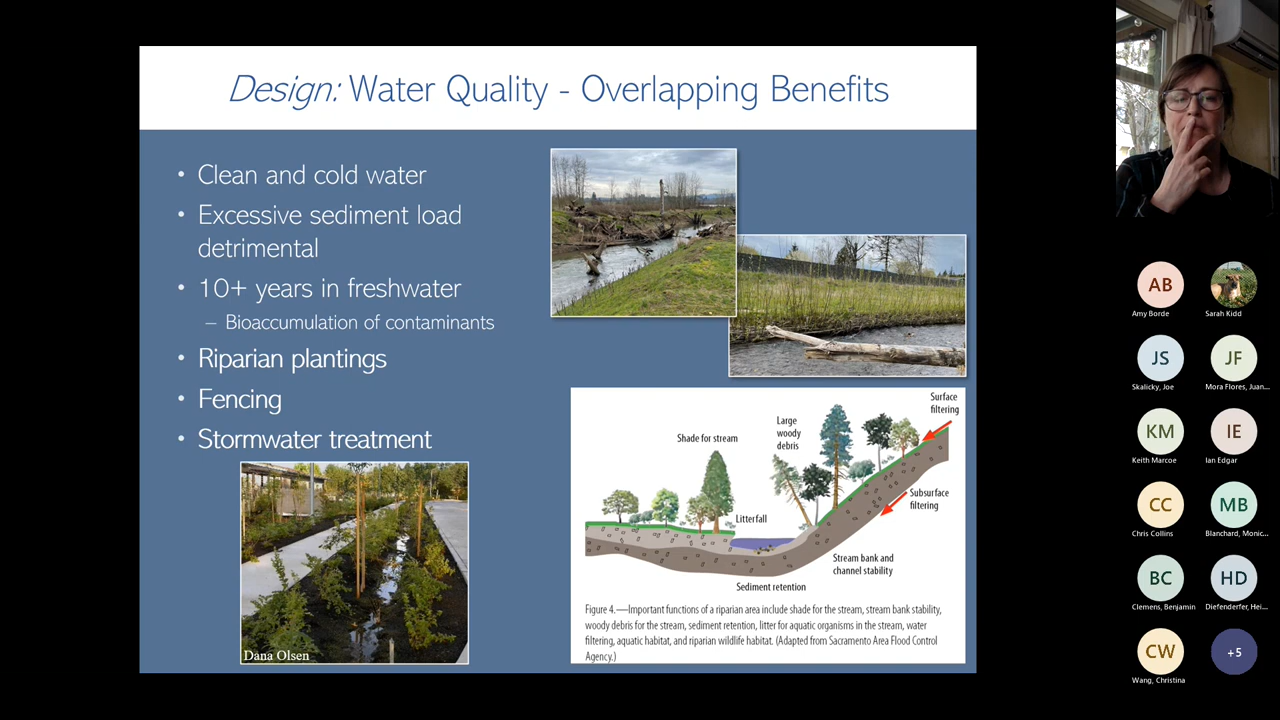 Design: Water Quality - Overlapping Benefits
• Clean and cold water
• Excessive sediment load
detrimental
• 10+ years in freshwater
– Bioaccumulation of contaminants
• Riparian plantings
• Fencing
• Stormwater treatment
Dana Olsen
Surface
filtering
Large
woody
debris
Shade for stream
Subsurface
filtering
Litterfall
Stream bank and
channel stability
Sediment retention
Figure 4.—Important functions of a riparian area include shade for the stream, stream bank stability,
woody debris for the stream, sediment retention, litter for aquatic organisms in the stream, water
filtering, aquatic habitat, and riparian wildlife habitat. (Adapted from Sacramento Area Flood Control
Agency.)
AB
Amy Borde
Sarah Kidd
JS
Skalicky, Joe
JF
Mora Flores, Juan...
KM
Keith Marcoe
IE
Ian Edgar
CC
Chris Collins
MB
Blanchard, Monic...
BC
Clemens, Benjamin
HD
Diefenderfer, Hei...
CW
Wang, Christina
+5